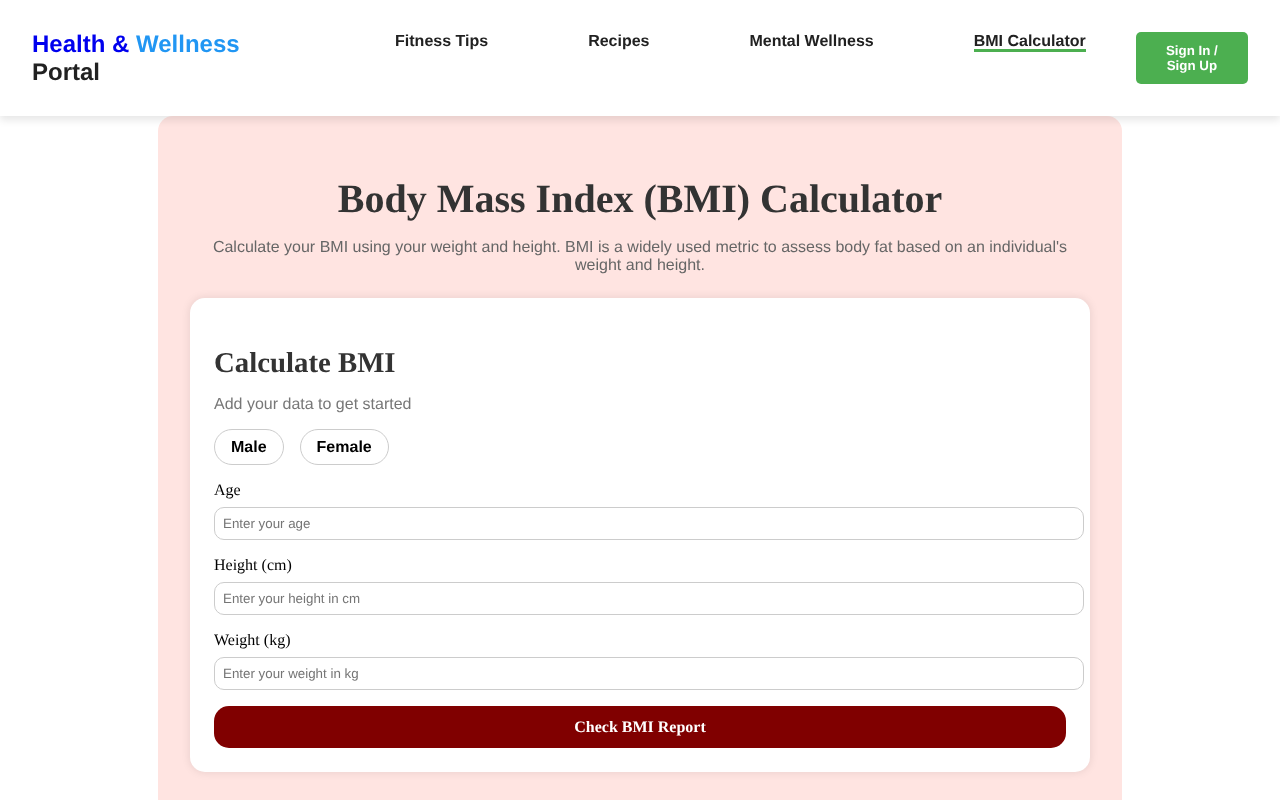 Health & Wellness
Portal
Fitness Tips
Recipes
Mental Wellness
BMI Calculator
Sign In /
Sign Up
Body Mass Index (BMI) Calculator
Calculate your BMI using your weight and height. BMI is a widely used metric to assess body fat based on an individual's
weight and height.
Calculate BMI
Add your data to get started
Male Female
Age
Enter your age
Height (cm)
Enter your height in cm
Weight (kg)
Enter your weight in kg
Check BMI Report